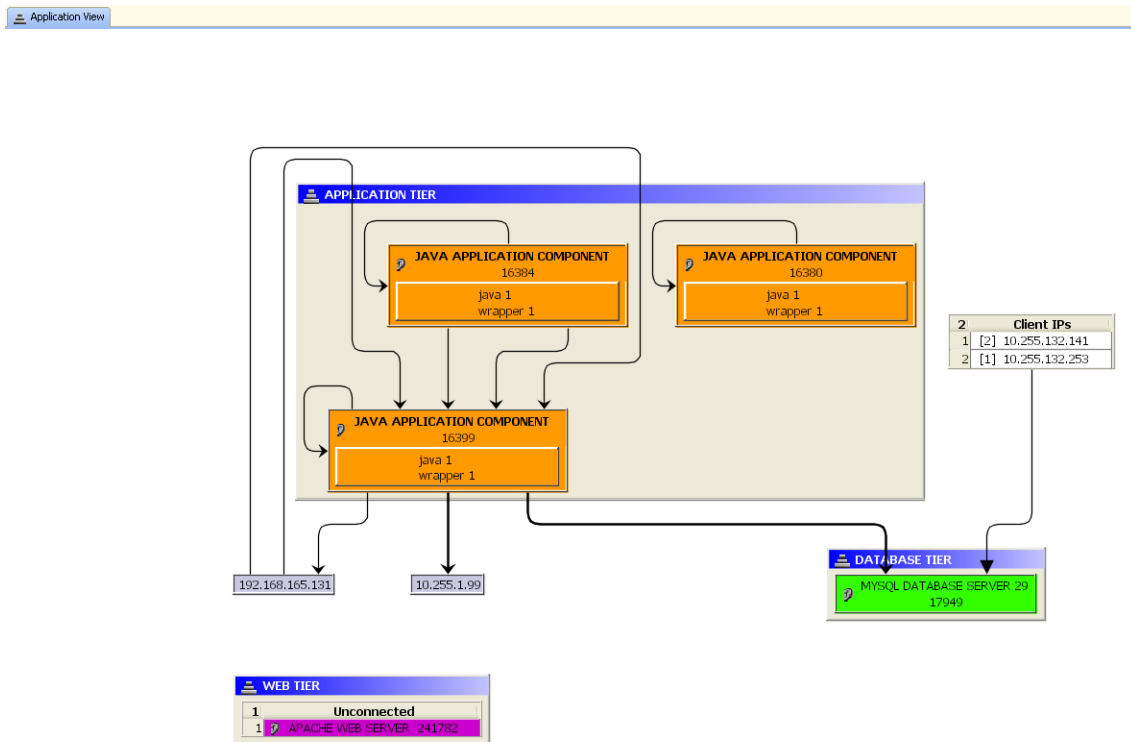 Application View
APPLICATION TIER
JAVA APPLICATION COMPONENT
16384
java 1
wrapper 1
JAVA APPLICATION COMPONENT
16380
java 1
wrapper 1
2 Client IPs
1 [2] 10.255.132.141
2 [1] 10.255.132.253
JAVA APPLICATION COMPONENT
16399
java 1
wrapper 1
192.168.165.131
10.255.1.99
DATABASE TIER
MYSQL DATABASE SERVER 29
17949
WEB TIER
1 Unconnected
1 APACHE WEB SERVER 241782